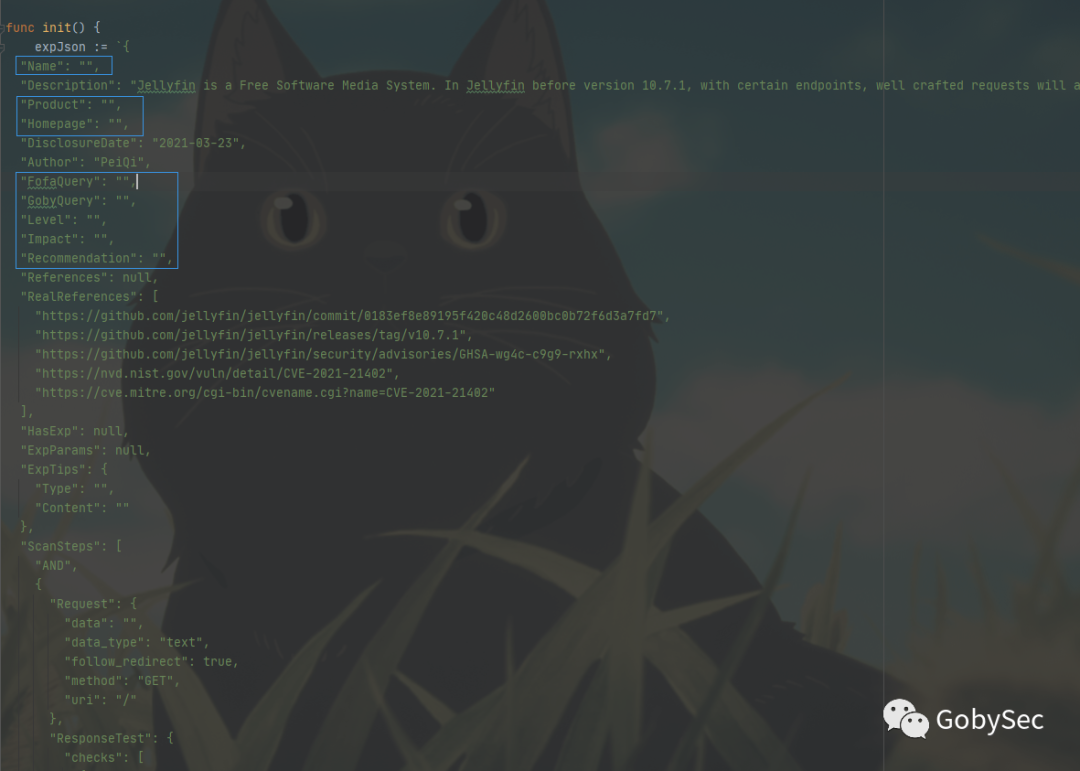 func init() {
expJson := `{
"Name": "",
"Description": "Jellyfin is a Free Software Media System. In Jellyfin before version 10.7.1, with certain endpoints, well crafted requests will a
"Product": "",
"Homepage": "",
"DisclosureDate": "2021-03-23",
"Author": "PeiQi",
"FofaQuery": "",
"GobyQuery": "",
"Level": "",
"Impact": "",
"Recommendation": "",
"References": null,
"RealReferences": [
"https://github.com/jellyfin/jellyfin/commit/0183ef8e89195f420c48d2600bc0b72f6d3a7fd7",
"https://github.com/jellyfin/jellyfin/releases/tag/v10.7.1",
"https://github.com/jellyfin/jellyfin/security/advisories/GHSA-wg4c-c9g9-rxhx",
"https://nvd.nist.gov/vuln/detail/CVE-2021-21402",
"https://cve.mitre.org/cgi-bin/cvename.cgi?name=CVE-2021-21402"
],
"HasExp": null,
"ExpParams": null,
"ExpTips": {
"Type": "",
"Content": ""
},
"ScanSteps": [
"AND",
{
"Request": {
"data": "",
"data_type": "text",
"follow_redirect": true,
"method": "GET",
"uri": "/"
},
"ResponseTest": {
"checks": [
GobySec